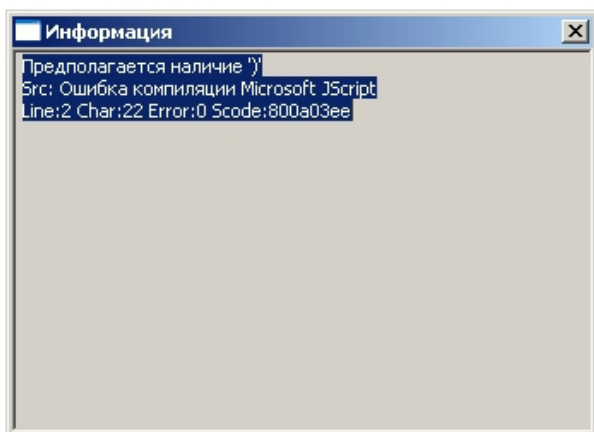 Информация
Предполагается наличие ')'
Src: Ошибка компиляции Microsoft JScript
Line:2 Char:22 Error:0 Scode:800a03ee